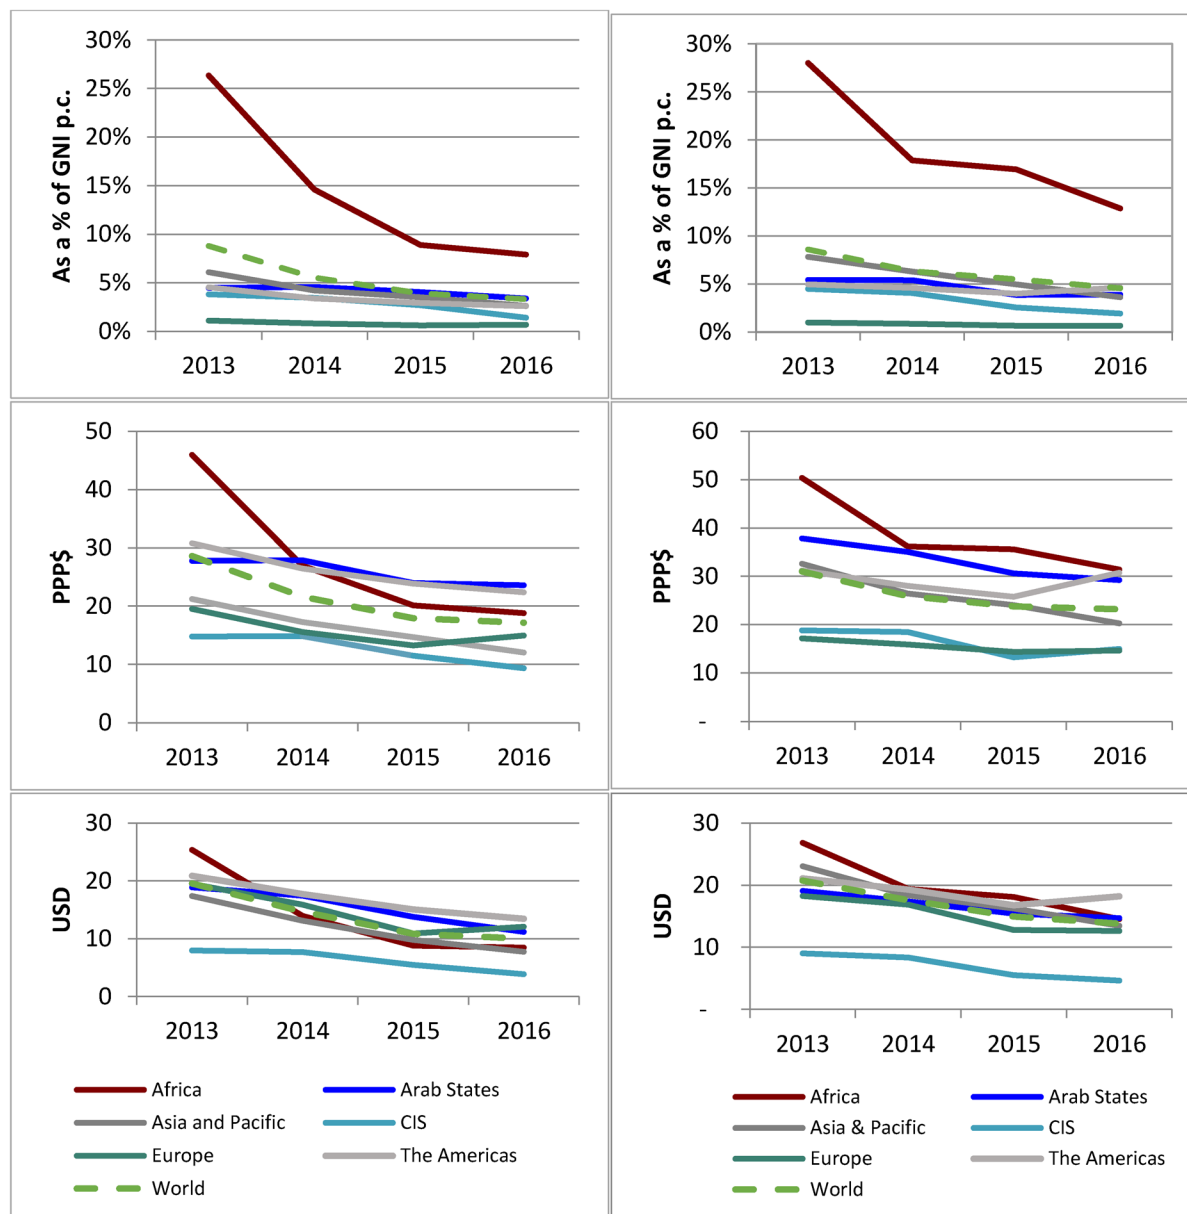 30%
25%
20%
15%
10%
5%
0%
As a % of GNI p.c.
2013 2014 2015 2016
30%
25%
20%
15%
10%
5%
0%
As a % of GNI p.c.
2013 2014 2015 2016
50
40
30
20
10
0
PPP$
2013 2014 2015 2016
60
50
40
30
20
10
-
PPP$
2013 2014 2015 2016
30
20
10
0
USD
2013 2014 2015 2016
Africa Arab States
Asia and Pacific CIS
Europe The Americas
World
30
20
10
-
USD
2013 2014 2015 2016
Africa Arab States
Asia & Pacific CIS
Europe The Americas
World